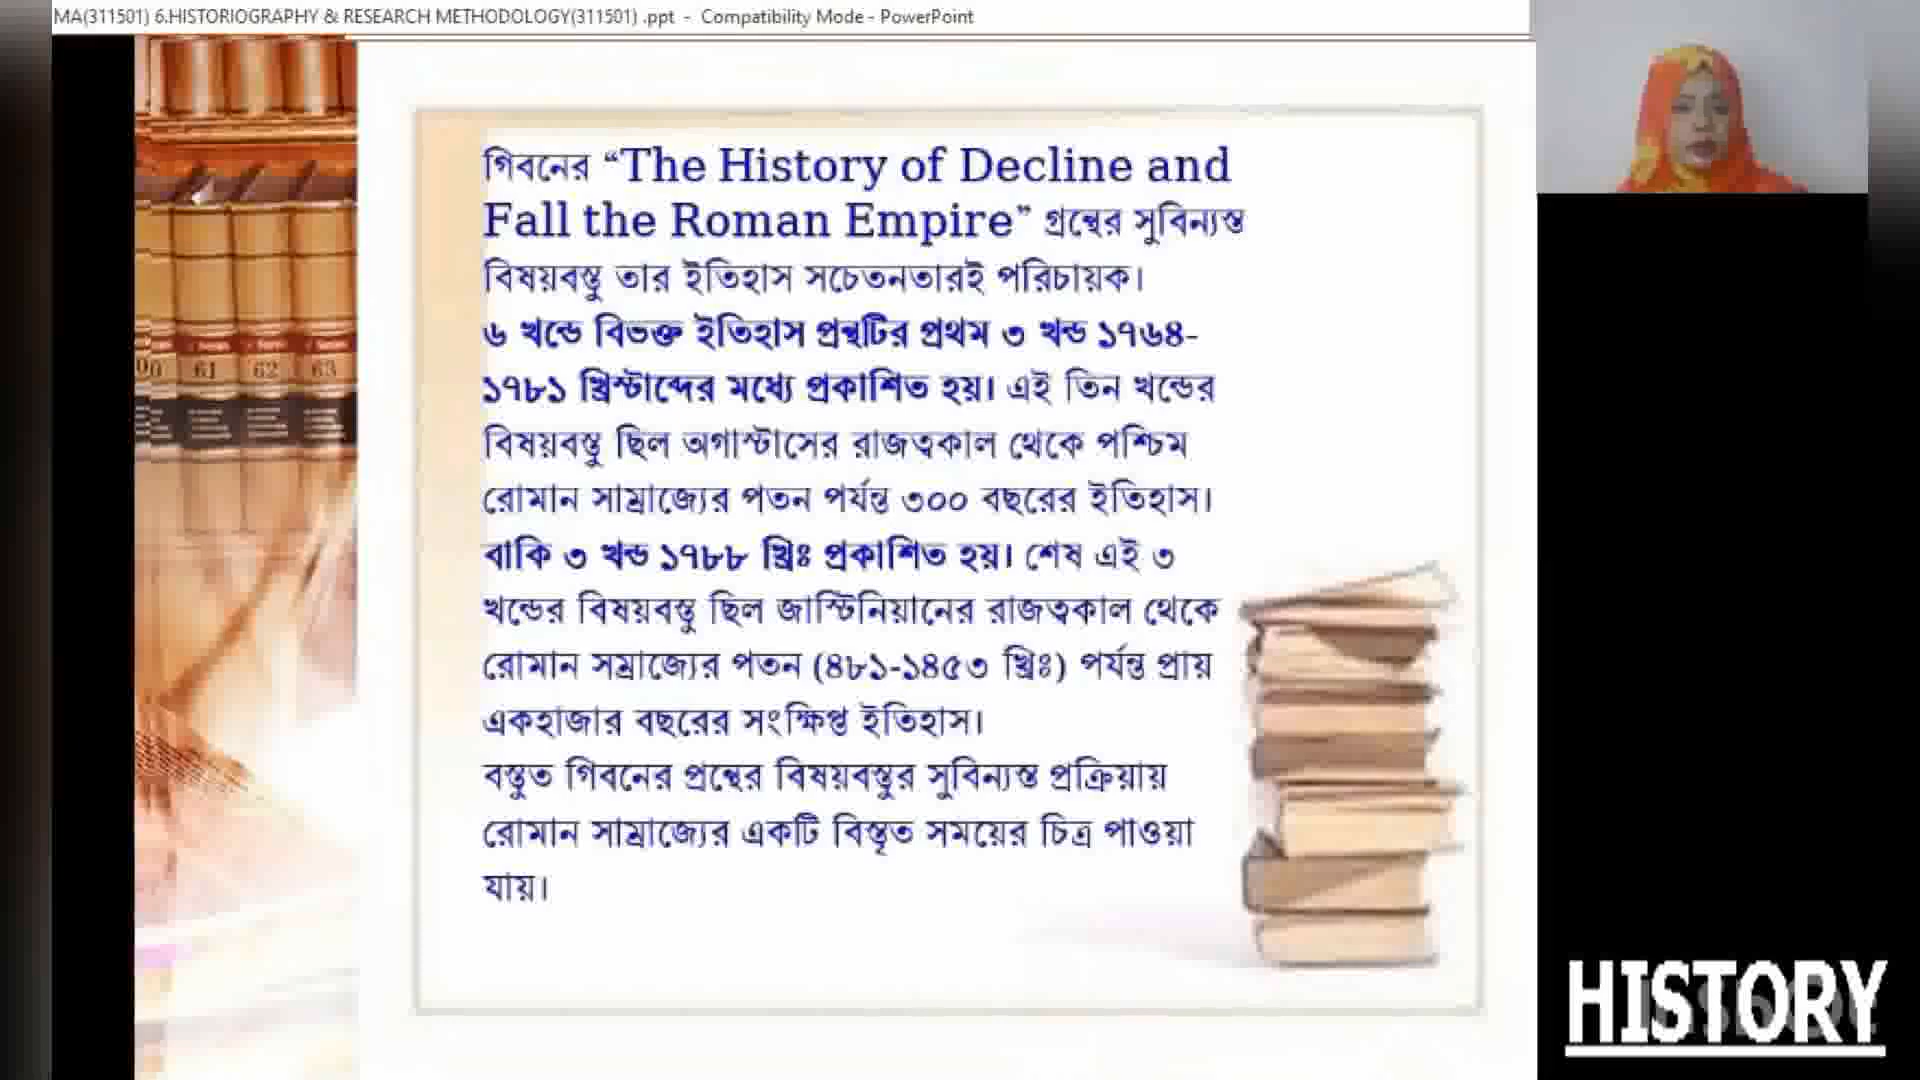 MA(311501) 6.HISTORIOGRAPHY & RESEARCH METHODOLOGY(311501) .ppt - Compatibility Mode - PowerPoint
গিবনের “The History of Decline and
Fall the Roman Empire” গ্রন্থের সুবিন্যস্ত
বিষয়বস্তু তার ইতিহাস সচেতনতারই পরিচায়ক।
৬ খন্ডে বিভক্ত ইতিহাস প্রন্থটির প্রথম ৩ খন্ড ১৭৬৪-
১৭৮১ খ্রিস্টাব্দের মধ্যে প্রকাশিত হয়। এই তিন খন্ডের
বিষয়বস্তু ছিল অগাস্টাসের রাজত্বকাল থেকে পশ্চিম
রোমান সাম্রাজ্যের পতন পর্যন্ত ৩০০ বছরের ইতিহাস।
বাকি ৩ খন্ড ১৭৮৮ খ্রিঃ প্রকাশিত হয়। শেষ এই ৩
খন্ডের বিষয়বস্তু ছিল জাস্টিনিয়ানের রাজত্বকাল থেকে
রোমান সম্রাজ্যের পতন (৪৮১-১৪৫৩ খ্রিঃ) পর্যন্ত প্রায়
একহাজার বছরের সংক্ষিপ্ত ইতিহাস।
বস্তুত গিবনের প্রন্থের বিষয়বস্তুর সুবিন্যস্ত প্রক্রিয়ায়
রোমান সাম্রাজ্যের একটি বিস্তৃত সময়ের চিত্র পাওয়া
যায়।
61 62 63
HISTORY